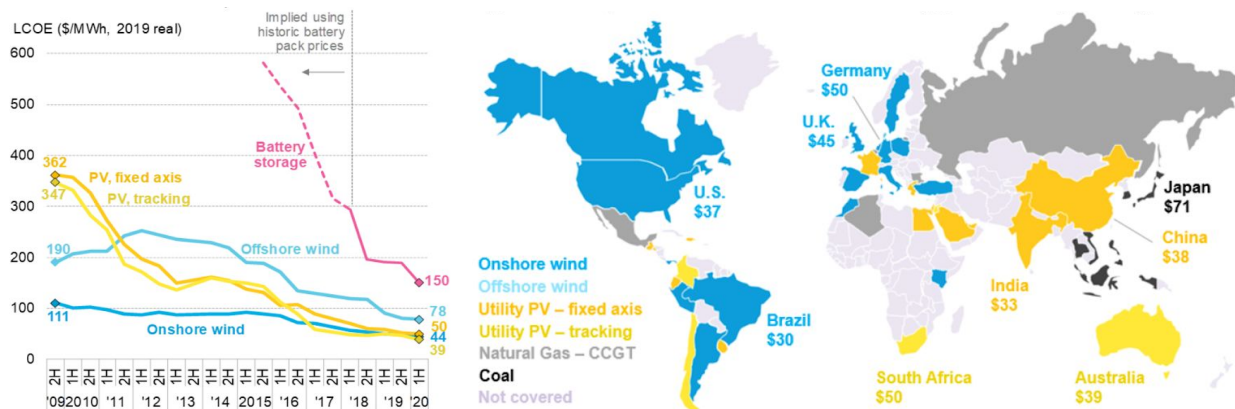 LCOE ($/MWh, 2019 real)
Implied using
historic battery
pack prices
600
500
400
300
200
100
0
362
347
190
111
PV, fixed axis
PV, tracking
Battery
storage
Offshore wind
Onshore wind
150
78
50
44
39
2H 1H 2H 1H 2H 1H 2H 1H 2H 1H 2H 1H 2H 1H 2H 1H 2H 1H 2H 1H 2H 1H
'09 2010 '11 '12 '13 '14 2015 '16 '17 '18 '19 '20
Germany
$50
U.K.
$45
U.S.
$37
Japan
$71
China
$38
India
$33
Brazil
$30
South Africa
$50
Australia
$39
Onshore wind
Offshore wind
Utility PV – fixed axis
Utility PV – tracking
Natural Gas – CCGT
Coal
Not covered